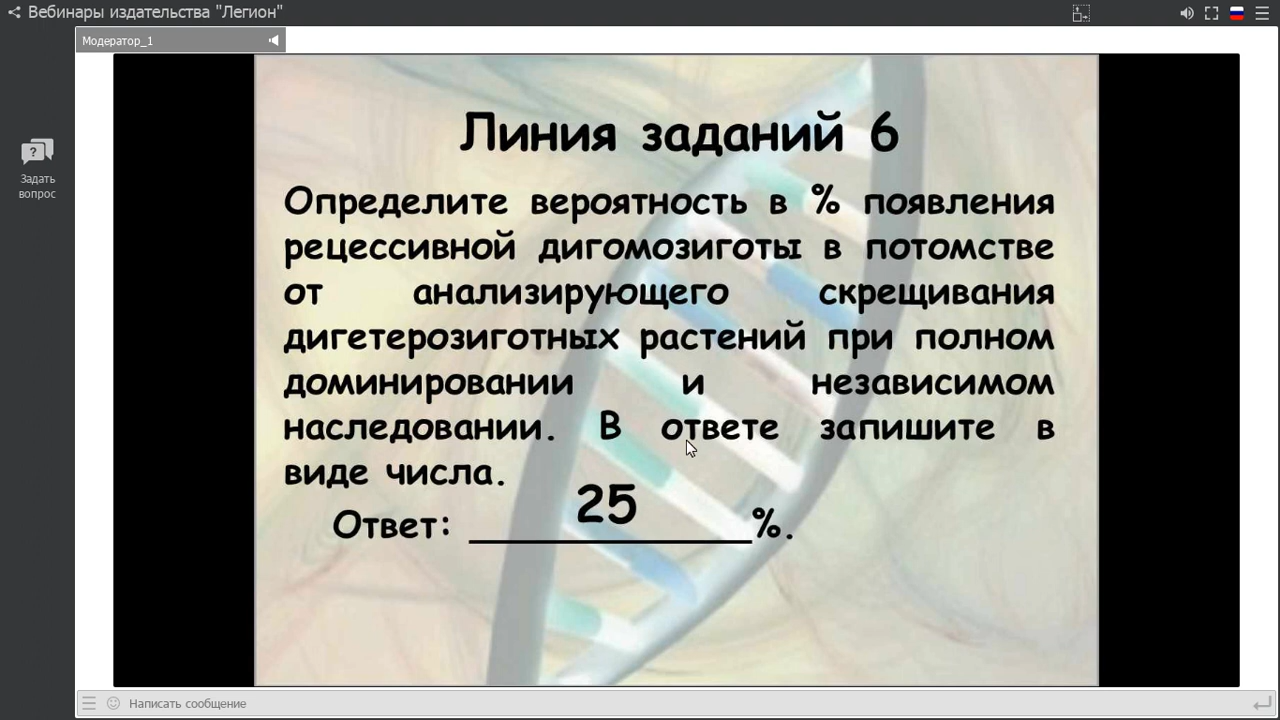 Вебинары издательства "Легион"
Модератор_1
Задать
вопрос
Линия заданий 6
Определите вероятность в % появления
рецессивной дигомозиготы в потомстве
от анализирующего скрещивания
дигетерозиготных растений при полном
доминировании и независимом
наследовании. В ответе запишите в
виде числа.
Ответ: 25 %.
Написать сообщение